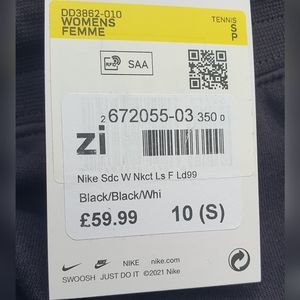 DD3862-010
WOMENS
FEMME
TENNIS
S
P
RFID
SAA
zi
2 672055-03 350 0
Nike Sdc W Nkct Ls F Ld99
Black/Black/Whi
£59.99 10 (S)
NIKE nike.com
SWOOSH JUST DO IT ©2021 Nike